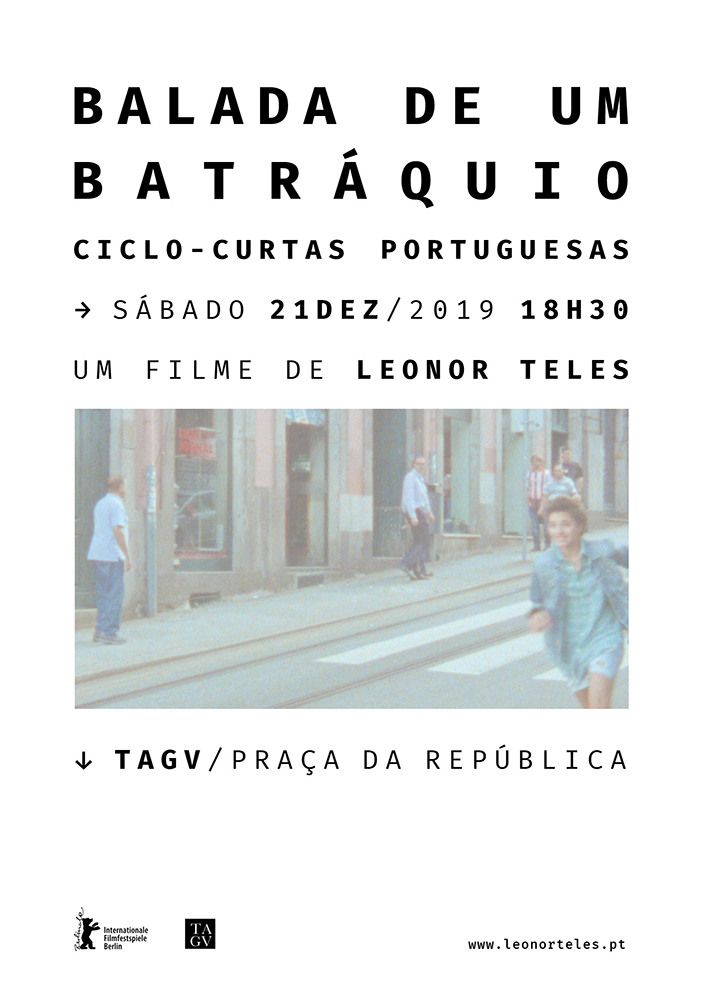 BALADA DE UM
BATRÁQUIO
CICLO-CURTAS PORTUGUESAS
→ SÁBADO 21DEZ/2019 18H30
UM FILME DE LEONOR TELES
↓ TAGV/PRAÇA DA REPÚBLICA
Berlinale
Internationale
Filmfestspiele
Berlin
TA
GV
www.leonorteles.pt